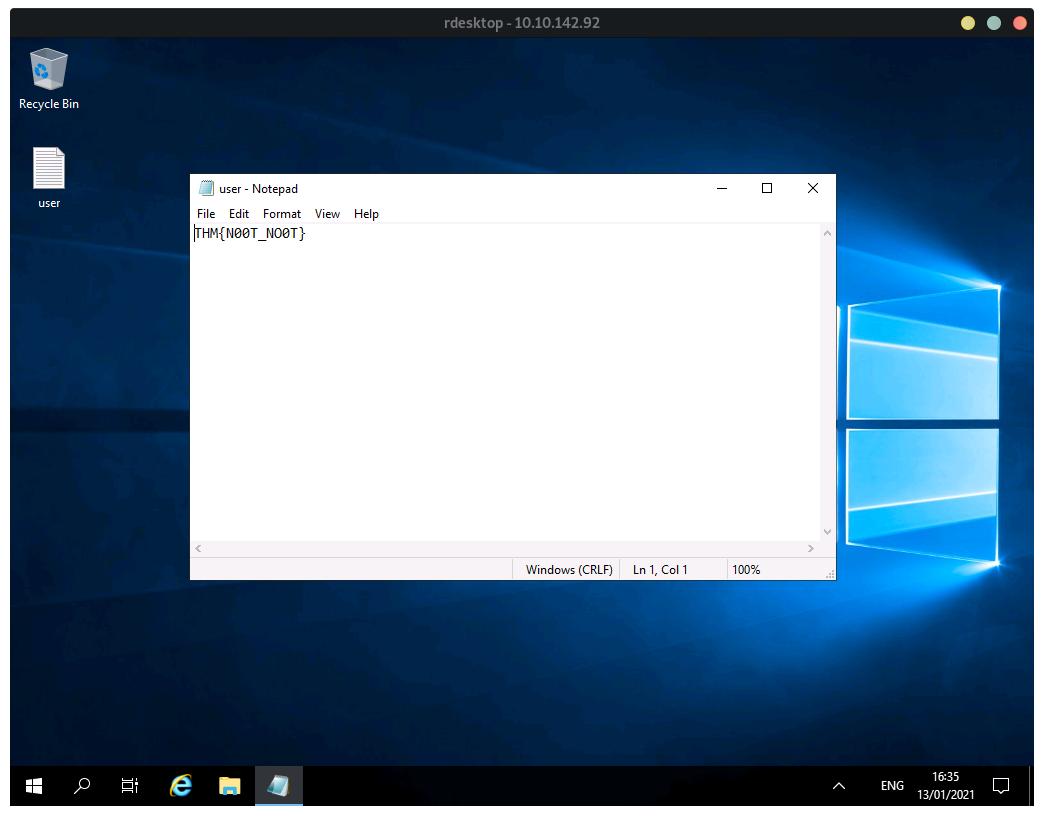 rdesktop - 10.10.142.92
Recycle Bin
user
user - Notepad
File Edit Format View Help
THM{N00T_NO0T}
Windows (CRLF) Ln 1, Col 1 100%
ENG
16:35
13/01/2021